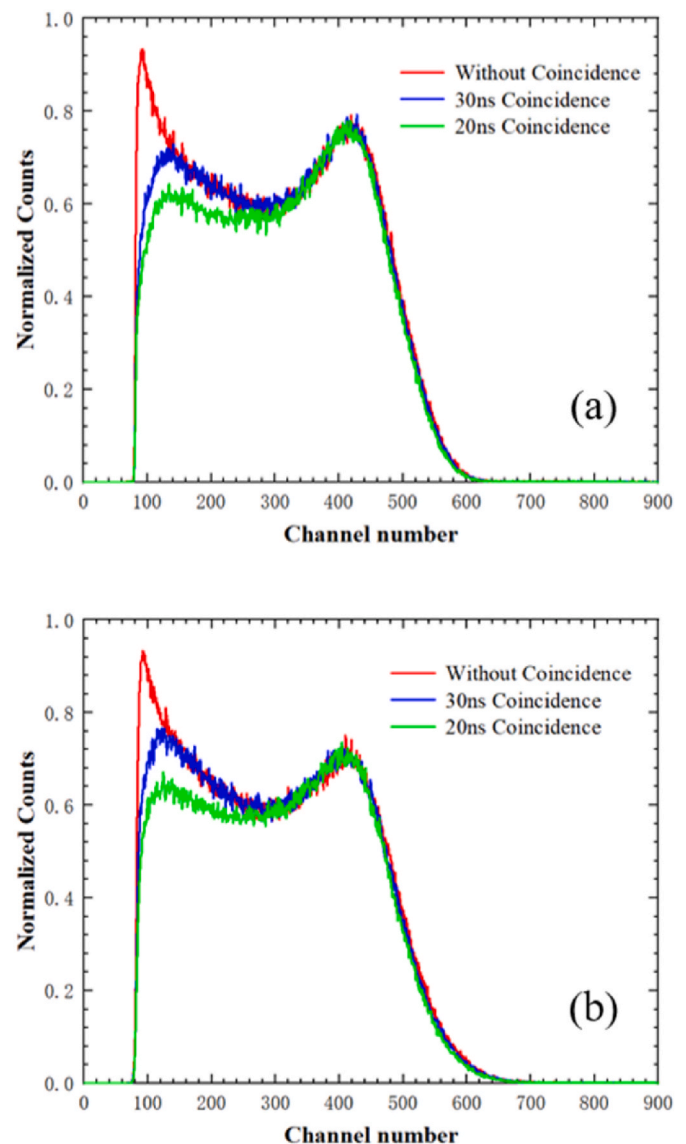 1.0
Without Coincidence
30ns Coincidence
20ns Coincidence
0.8
0.6
Normalized Counts
0.4
0.2
(a)
0.0
0 100 200 300 400 500 600 700 800 900
Channel number
1.0
Without Coincidence
30ns Coincidence
20ns Coincidence
0.8
0.6
Normalized Counts
0.4
0.2
(b)
0.0
0 100 200 300 400 500 600 700 800 900
Channel number